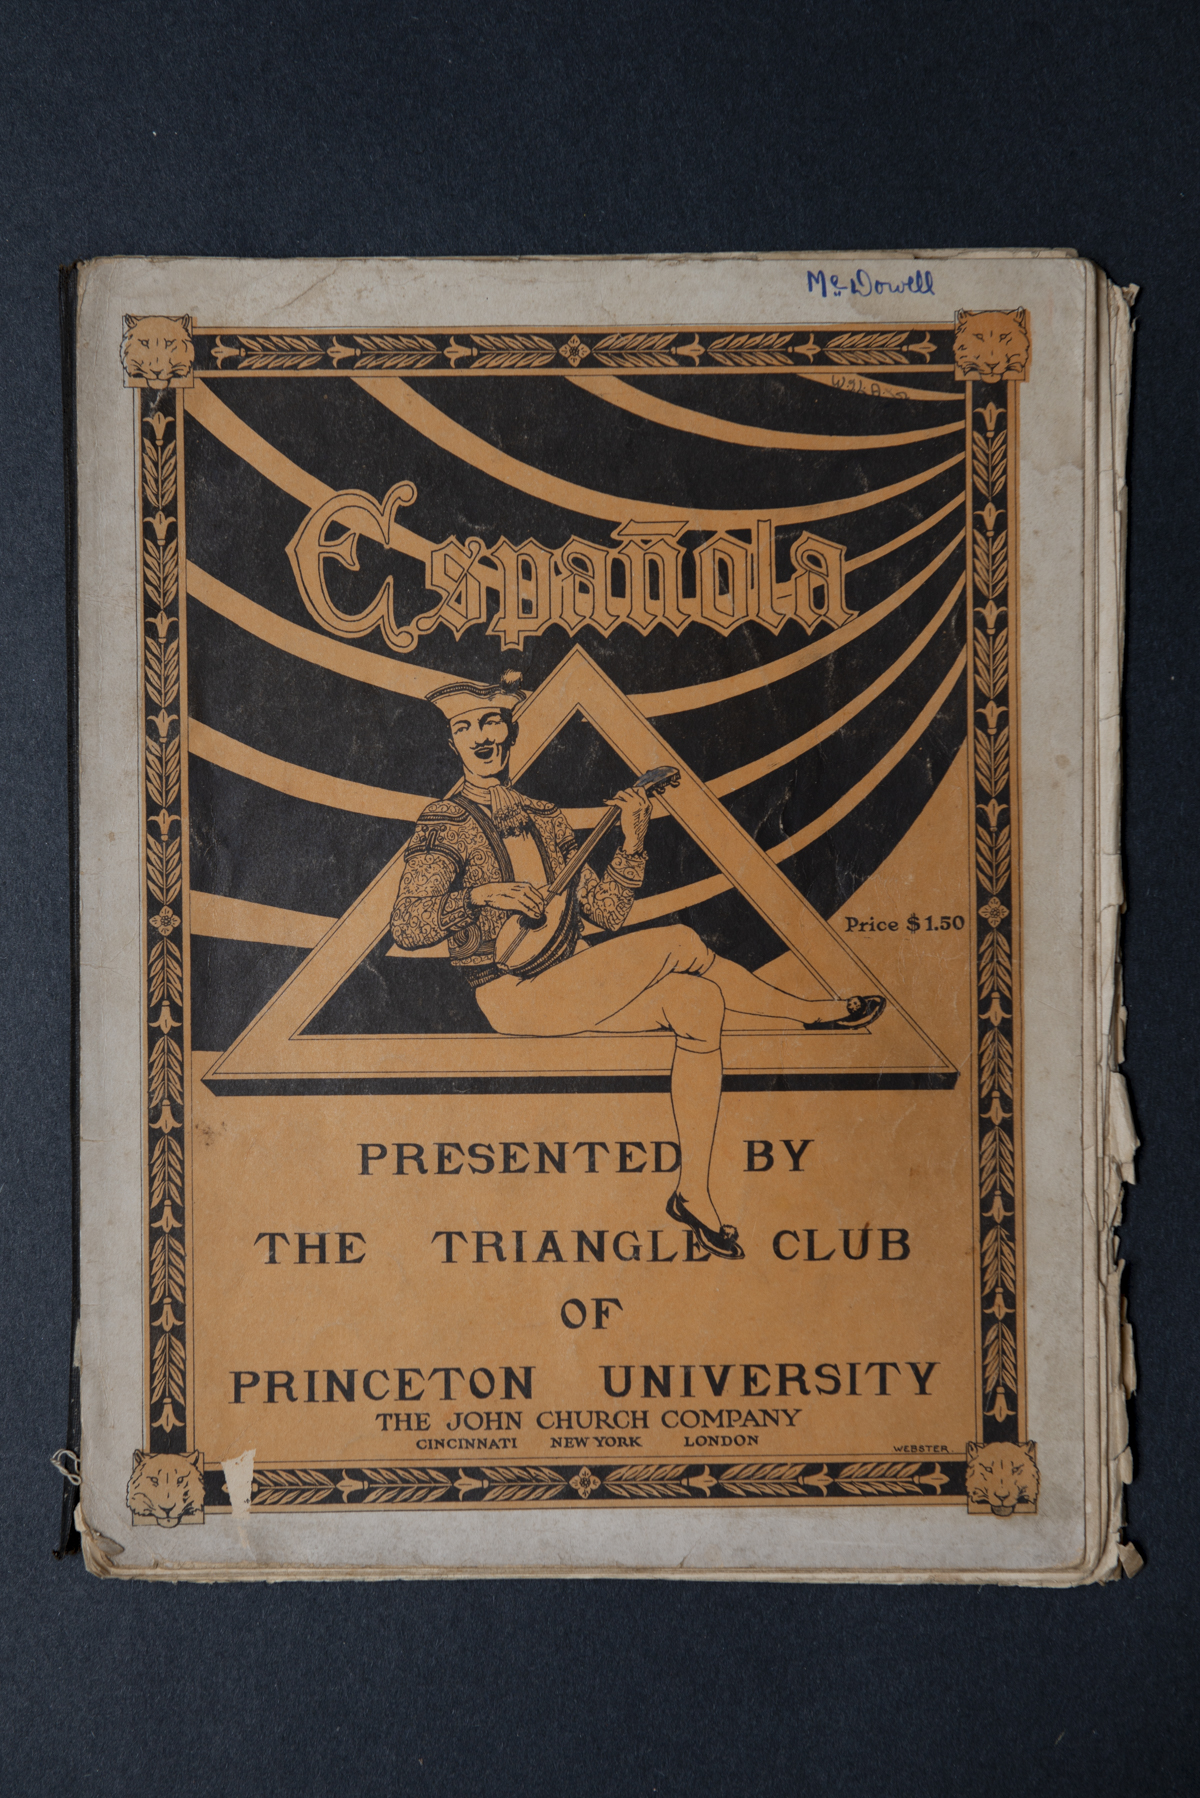 McDowell
Española
Price $1.50
PRESENTED BY
THE TRIANGLE CLUB
OF
PRINCETON UNIVERSITY
THE JOHN CHURCH COMPANY
CINCINNATI NEW YORK LONDON
WEBSTER.